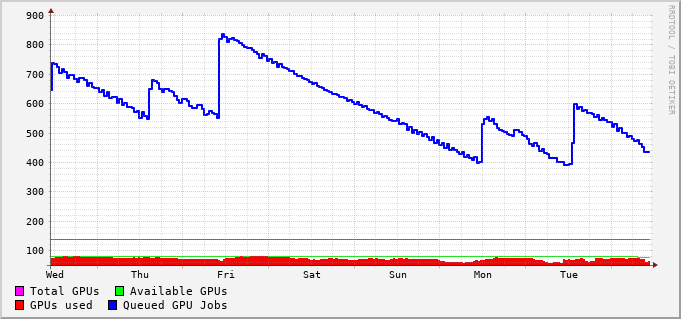 900
800
700
600
500
400
300
200
100
Wed Thu Fri Sat Sun Mon Tue
Total GPUs Available GPUs
GPUs used Queued GPU Jobs
RRDTOOL / TOBI OETIKER